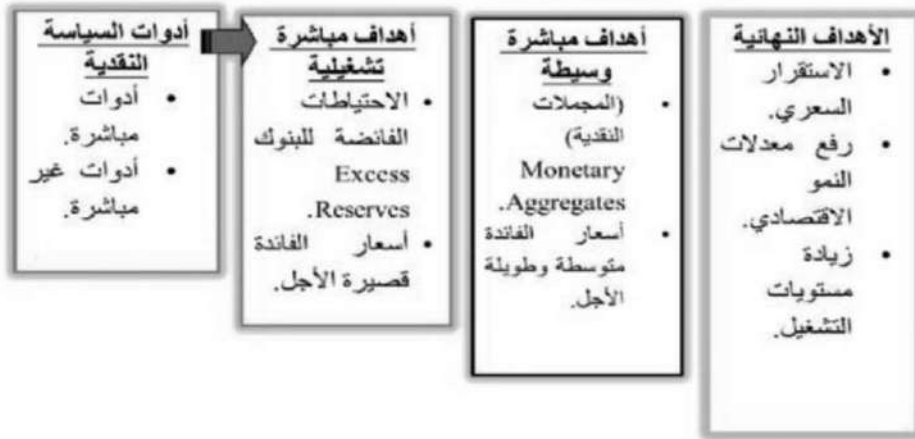 أدوات السياسة
النقدية
• أدوات
مباشرة.
• أدوات غير
مباشرة.
أهداف مباشرة
تشغيلية
• الاحتياطات
الفائضة للبنوك
Excess
Reserves.
• أسعار الفائدة
قصيرة الأجل.
أهداف مباشرة
وسيطة
• (المجملات
النقدية)
Monetary
Aggregates.
• أسعار الفائدة
متوسطة وطويلة
الأجل.
الأهداف النهائية
• الاستقرار
السعري.
• رفع معدلات
النمو
الاقتصادي.
• زيادة
مستويات
التشغيل.